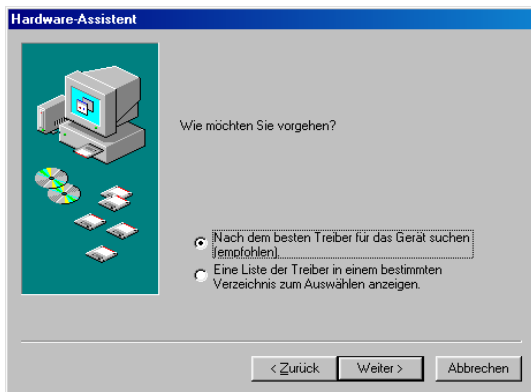 Hardware-Assistent
Wie möchten Sie vorgehen?
Nach dem besten Treiber für das Gerät suchen
(empfohlen).
Eine Liste der Treiber in einem bestimmten
Verzeichnis zum Auswählen anzeigen.
< Zurück
Weiter >
Abbrechen